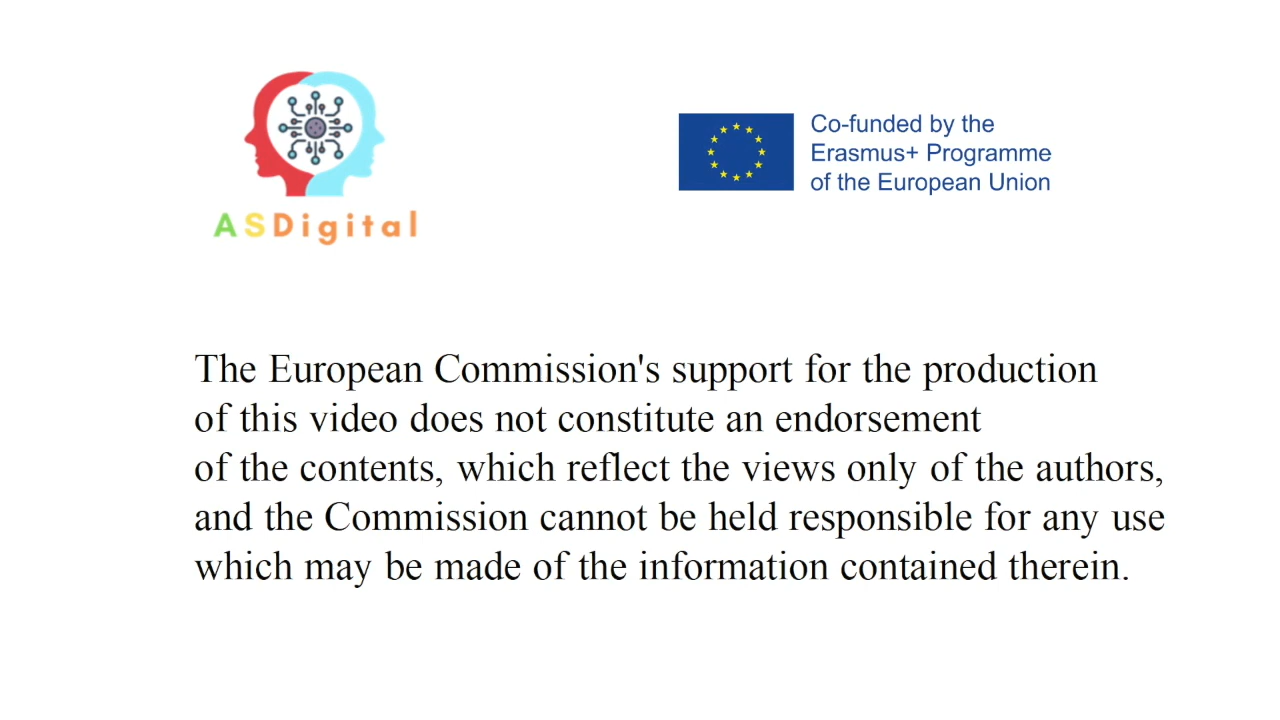 ASDigital
Co-funded by the
Erasmus+ Programme
of the European Union
The European Commission's support for the production
of this video does not constitute an endorsement
of the contents, which reflect the views only of the authors,
and the Commission cannot be held responsible for any use
which may be made of the information contained therein.